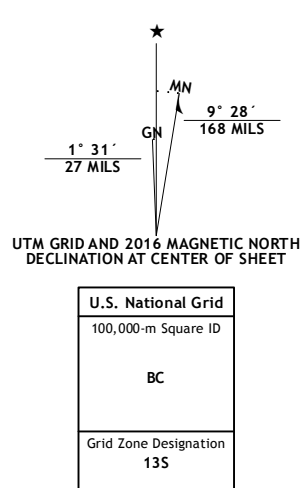 ★
MN
9° 28´
168 MILS
GN
1° 31´
27 MILS
UTM GRID AND 2016 MAGNETIC NORTH
DECLINATION AT CENTER OF SHEET
U.S. National Grid
100,000-m Square ID
BC
Grid Zone Designation
13S